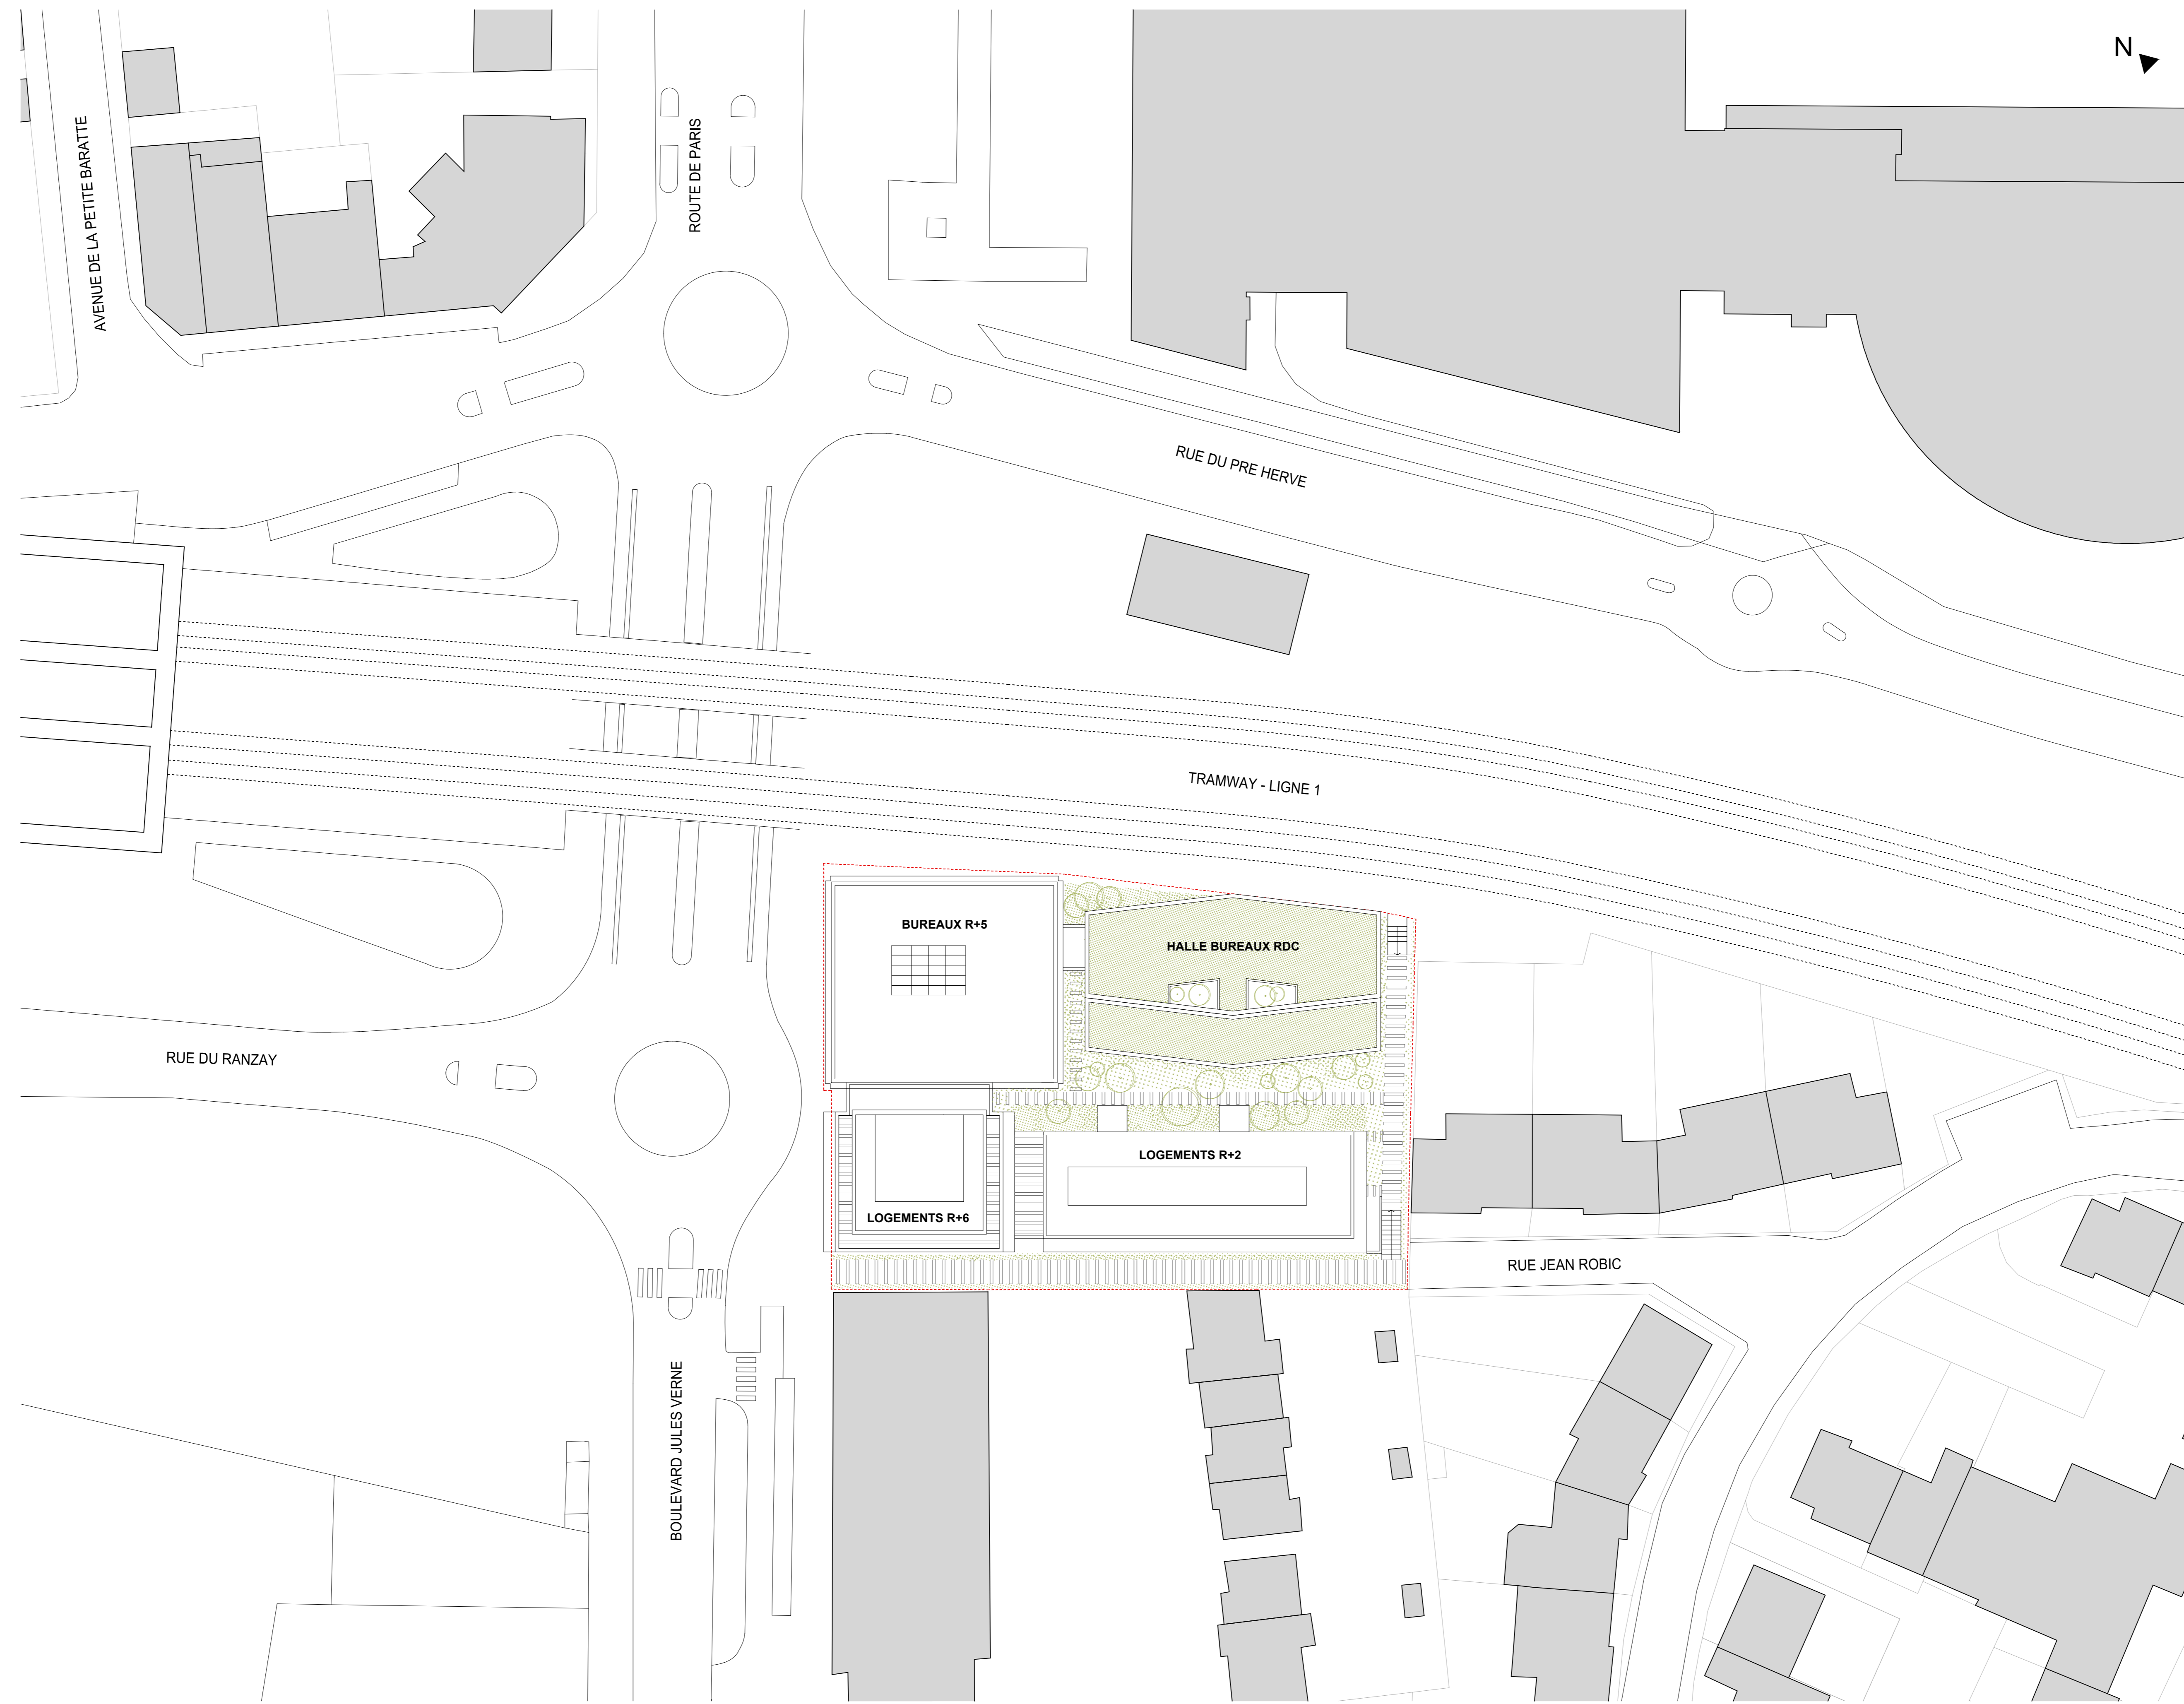 N
AVENUE DE LA PETITE BARATTE
ROUTE DE PARIS
RUE DU PRE HERVE
TRAMWAY - LIGNE 1
BUREAUX R+5
HALLE BUREAUX RDC
RUE DU RANZAY
LOGEMENTS R+2
LOGEMENTS R+6
RUE JEAN ROBIC
BOULEVARD JULES VERNE